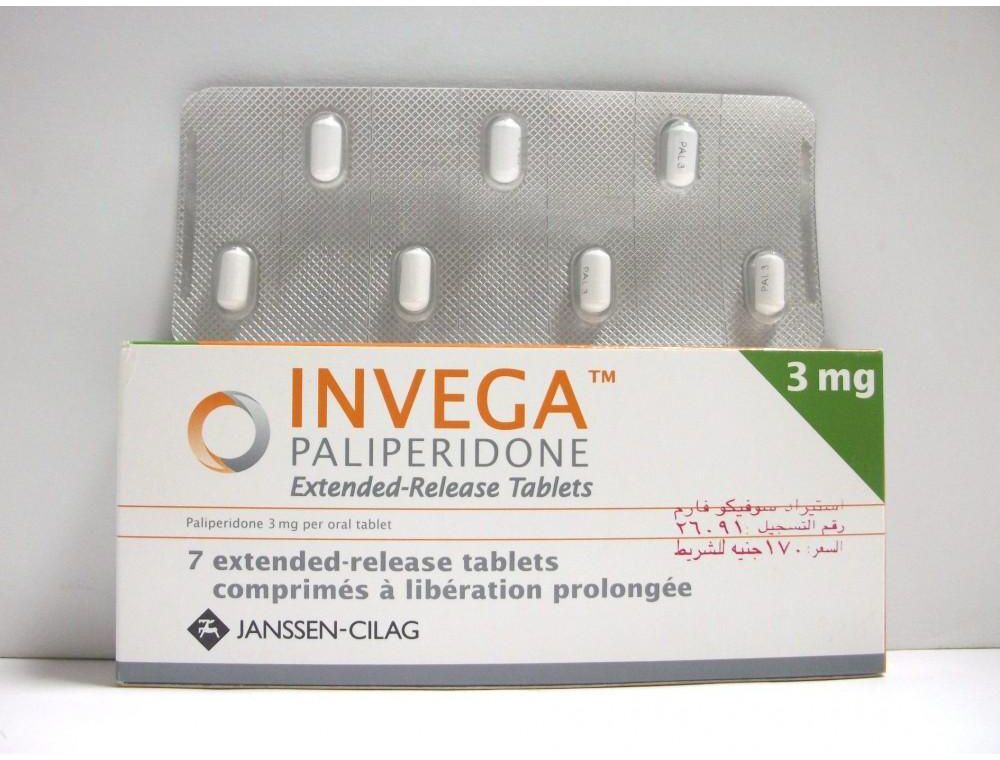 PAL 3
PAL 3
PAL 3
INVEGA™
PALIPERIDONE
Extended-Release Tablets
3 mg
Paliperidone 3 mg per oral tablet
7 extended-release tablets
comprimés à libération prolongée
JANSSEN-CILAG
استيراد سوفيكو فارم
رقم التسجيل : ٢٦٠٩١
السعر: ١٧٠ جنيه للشريط